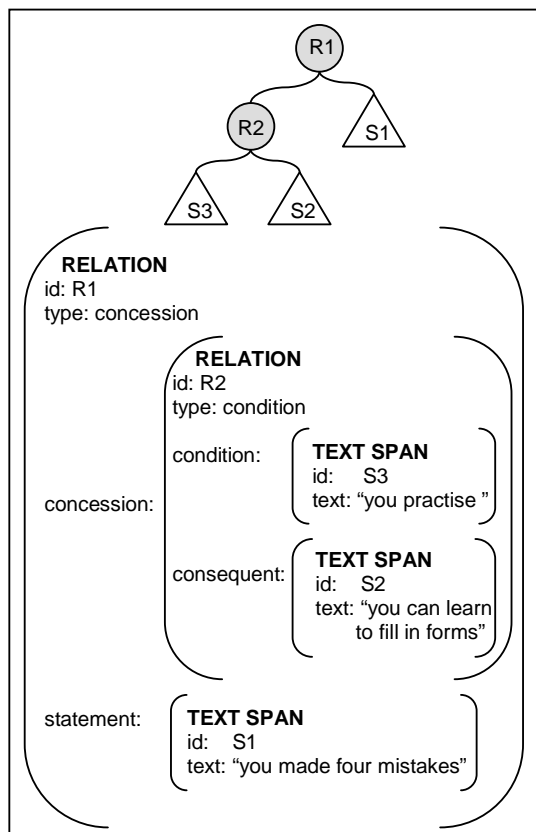 R1
R2
S1
S3
S2
RELATION
id: R1
type: concession
RELATION
id: R2
type: condition
condition:
TEXT SPAN
id: S3
text: “you practise ”
concession:
consequent:
TEXT SPAN
id: S2
text: “you can learn
to fill in forms”
statement:
TEXT SPAN
id: S1
text: “you made four mistakes”